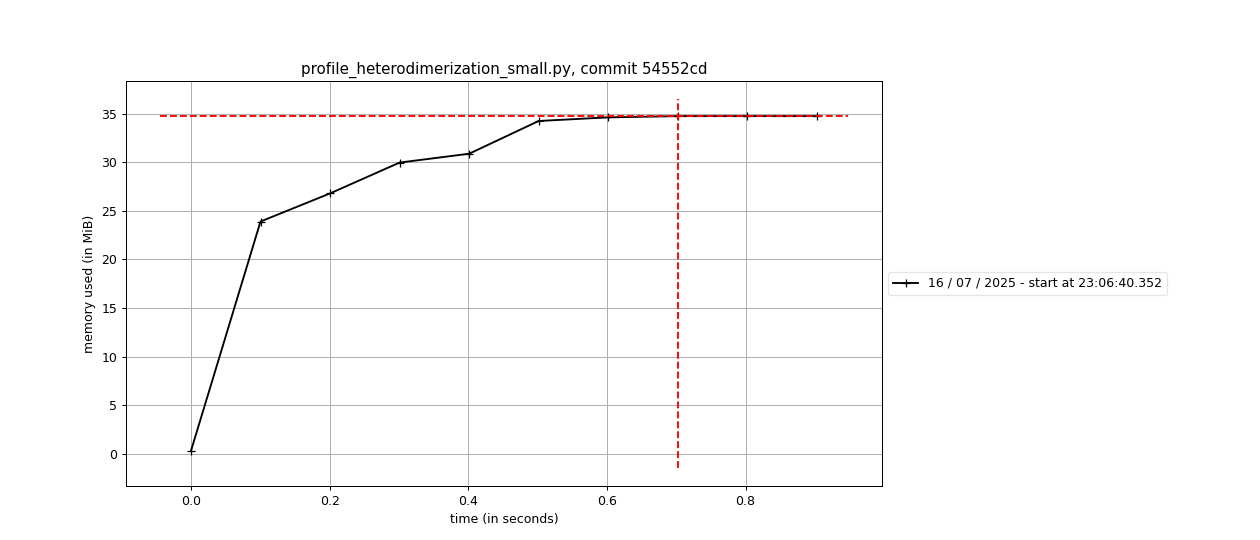 profile_heterodimerization_small.py, commit 54552cd
35
30
25
20
15
10
5
0
memory used (in MiB)
0.0 0.2 0.4 0.6 0.8
time (in seconds)
16 / 07 / 2025 - start at 23:06:40.352